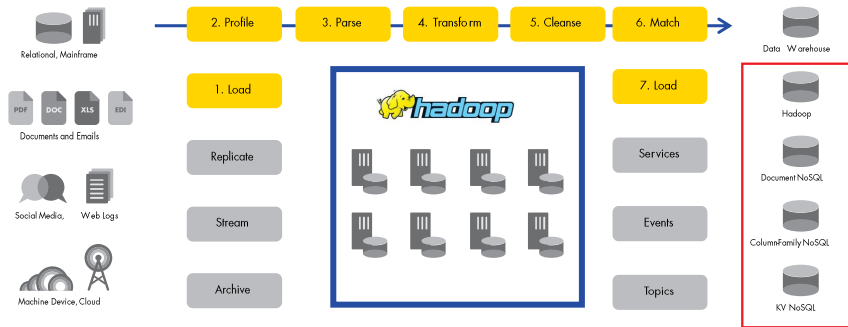 2. Profile
3. Parse
4. Transform
5. Cleanse
6. Match
Relational, Mainframe
Data Warehouse
1. Load
hadoop
7. Load
PDF
DOC
XLS
EDI
Documents and Emails
Hadoop
Replicate
Services
Document NoSQL
Social Media,
Web Logs
Stream
Events
ColumnFamily NoSQL
Machine Device, Cloud
Archive
Topics
KV NoSQL